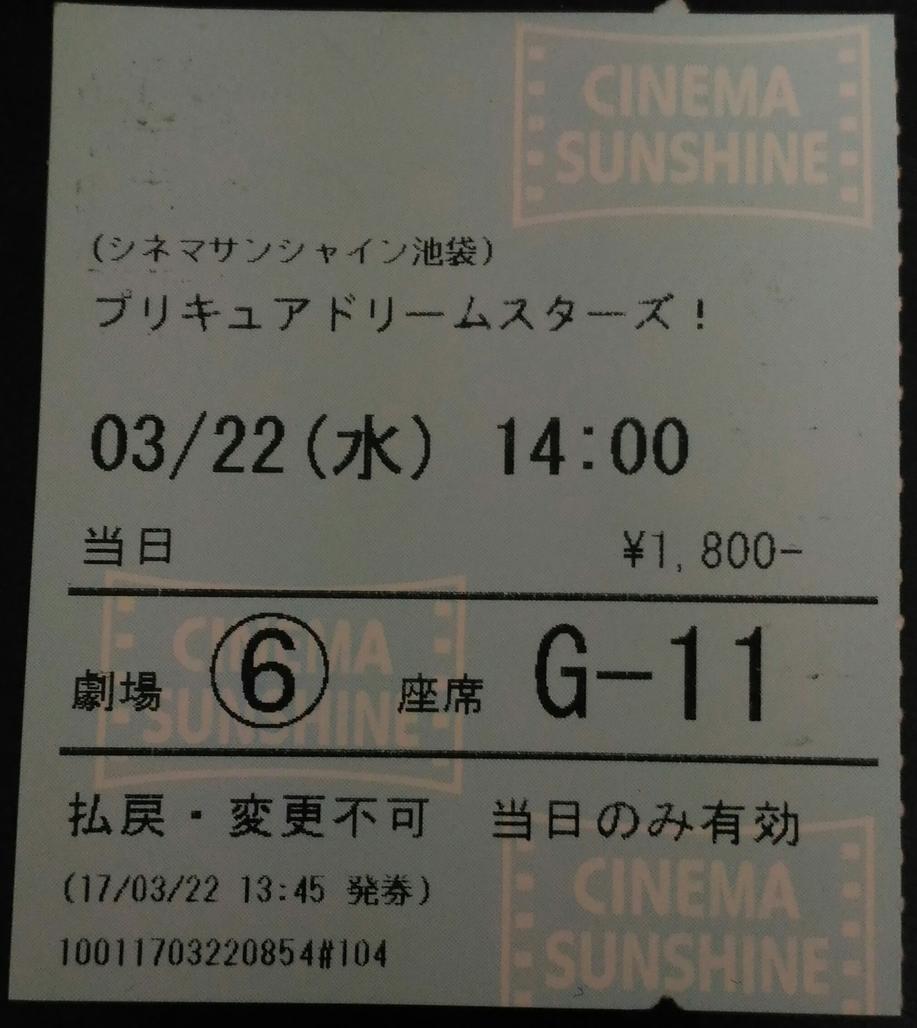 CINEMA
SUNSHINE
(シネマサンシャイン池袋)
プリキュアドリームスターズ！
03/22(水) 14:00
当日 ¥1,800-
CINEMA
SUNSHINE
劇場 ⑥ 座席 G-11
払戻・変更不可 当日のみ有効
CINEMA
SUNSHINE
(17/03/22 13:45 発券)
10011703220854#104